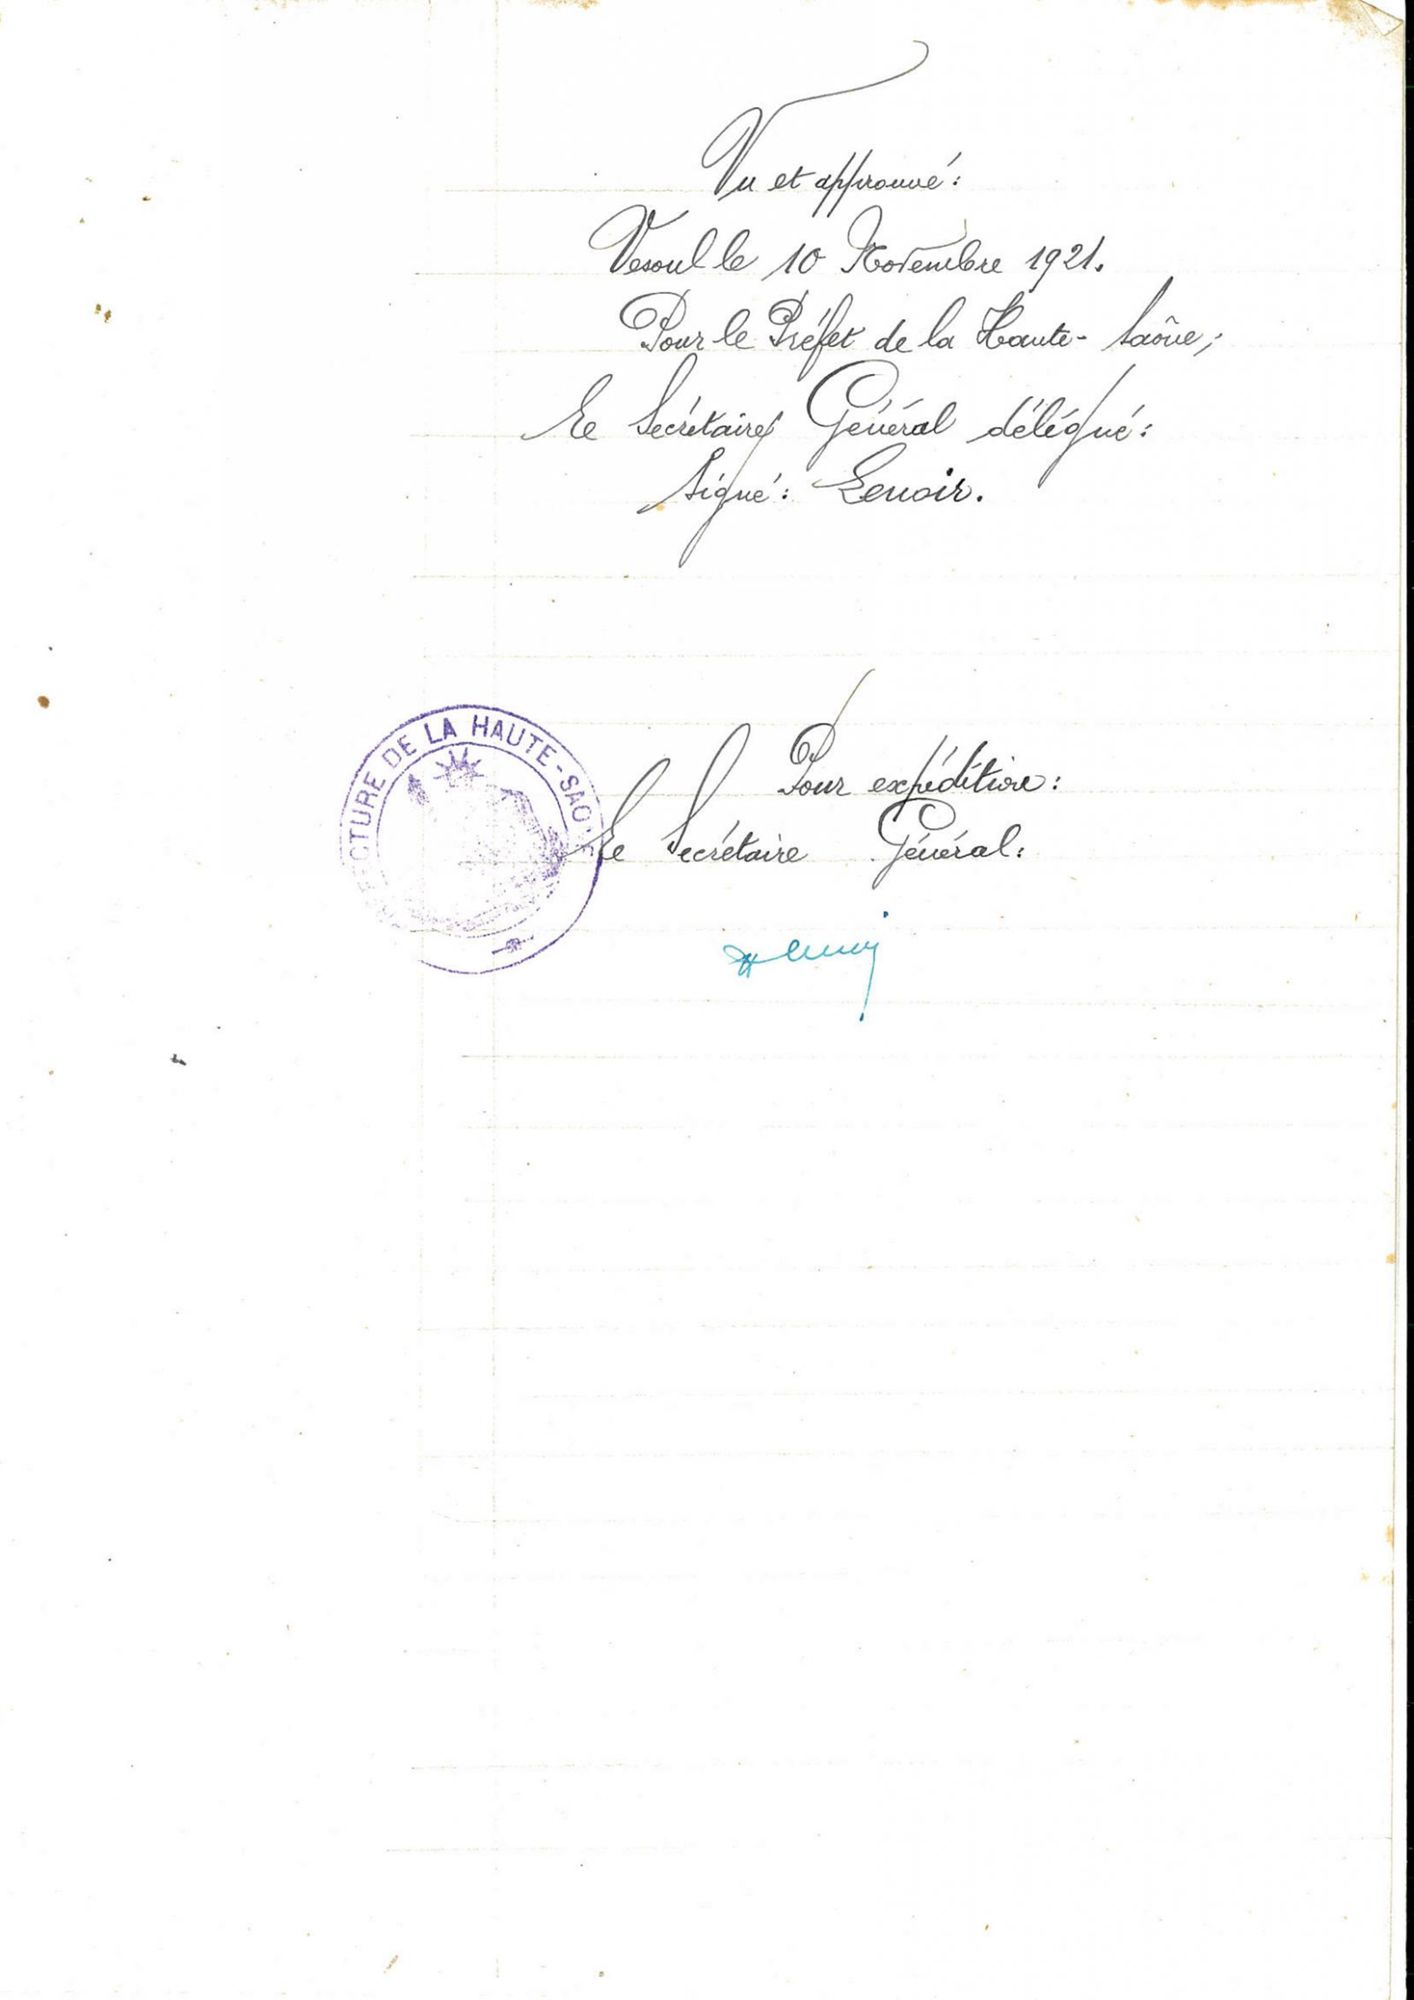 Vu et approuvé :
Vesoul le 10 Novembre 1921.
Pour le Préfet de la Haute-Saône,
Le Secrétaire Général délégué :
Signé : Lenoir.
PRÉFECTURE DE LA HAUTE-SAÔNE
Pour expédition :
Le Secrétaire Général :